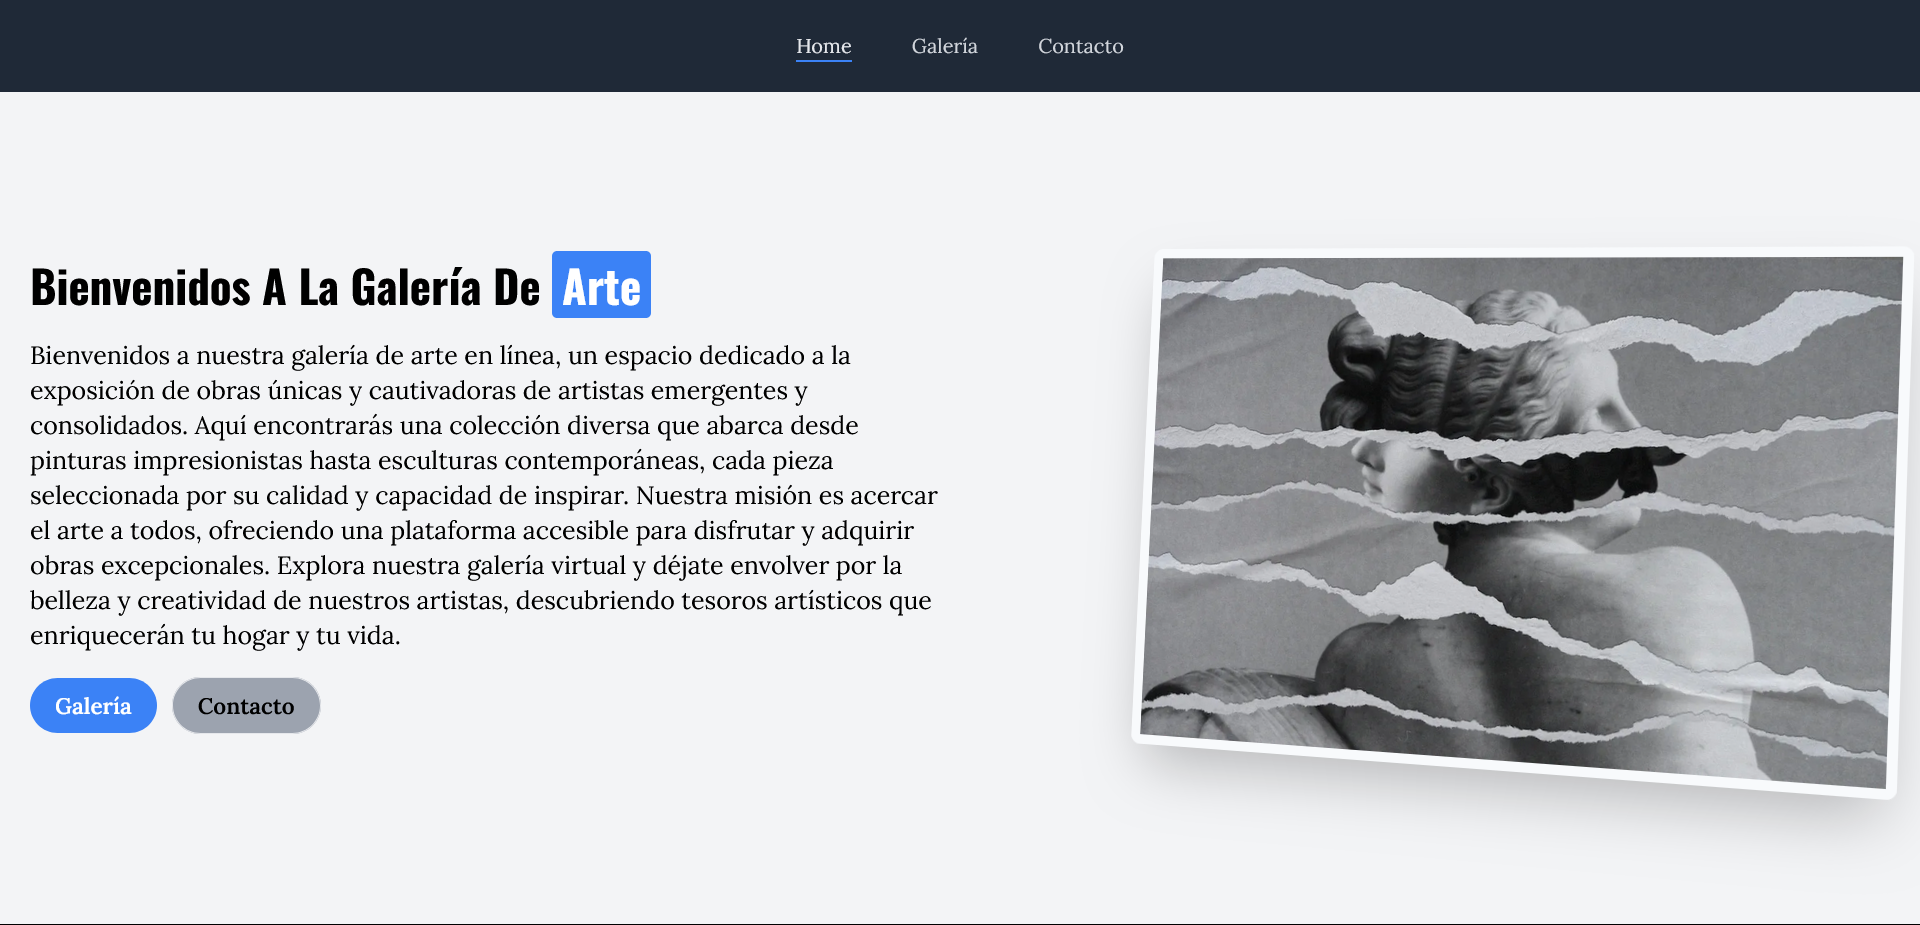 Home Galería Contacto
Bienvenidos A La Galería De Arte
Bienvenidos a nuestra galería de arte en línea, un espacio dedicado a la
exposición de obras únicas y cautivadoras de artistas emergentes y
consolidados. Aquí encontrarás una colección diversa que abarca desde
pinturas impresionistas hasta esculturas contemporáneas, cada pieza
seleccionada por su calidad y capacidad de inspirar. Nuestra misión es acercar
el arte a todos, ofreciendo una plataforma accesible para disfrutar y adquirir
obras excepcionales. Explora nuestra galería virtual y déjate envolver por la
belleza y creatividad de nuestros artistas, descubriendo tesoros artísticos que
enriquecerán tu hogar y tu vida.
Galería Contacto